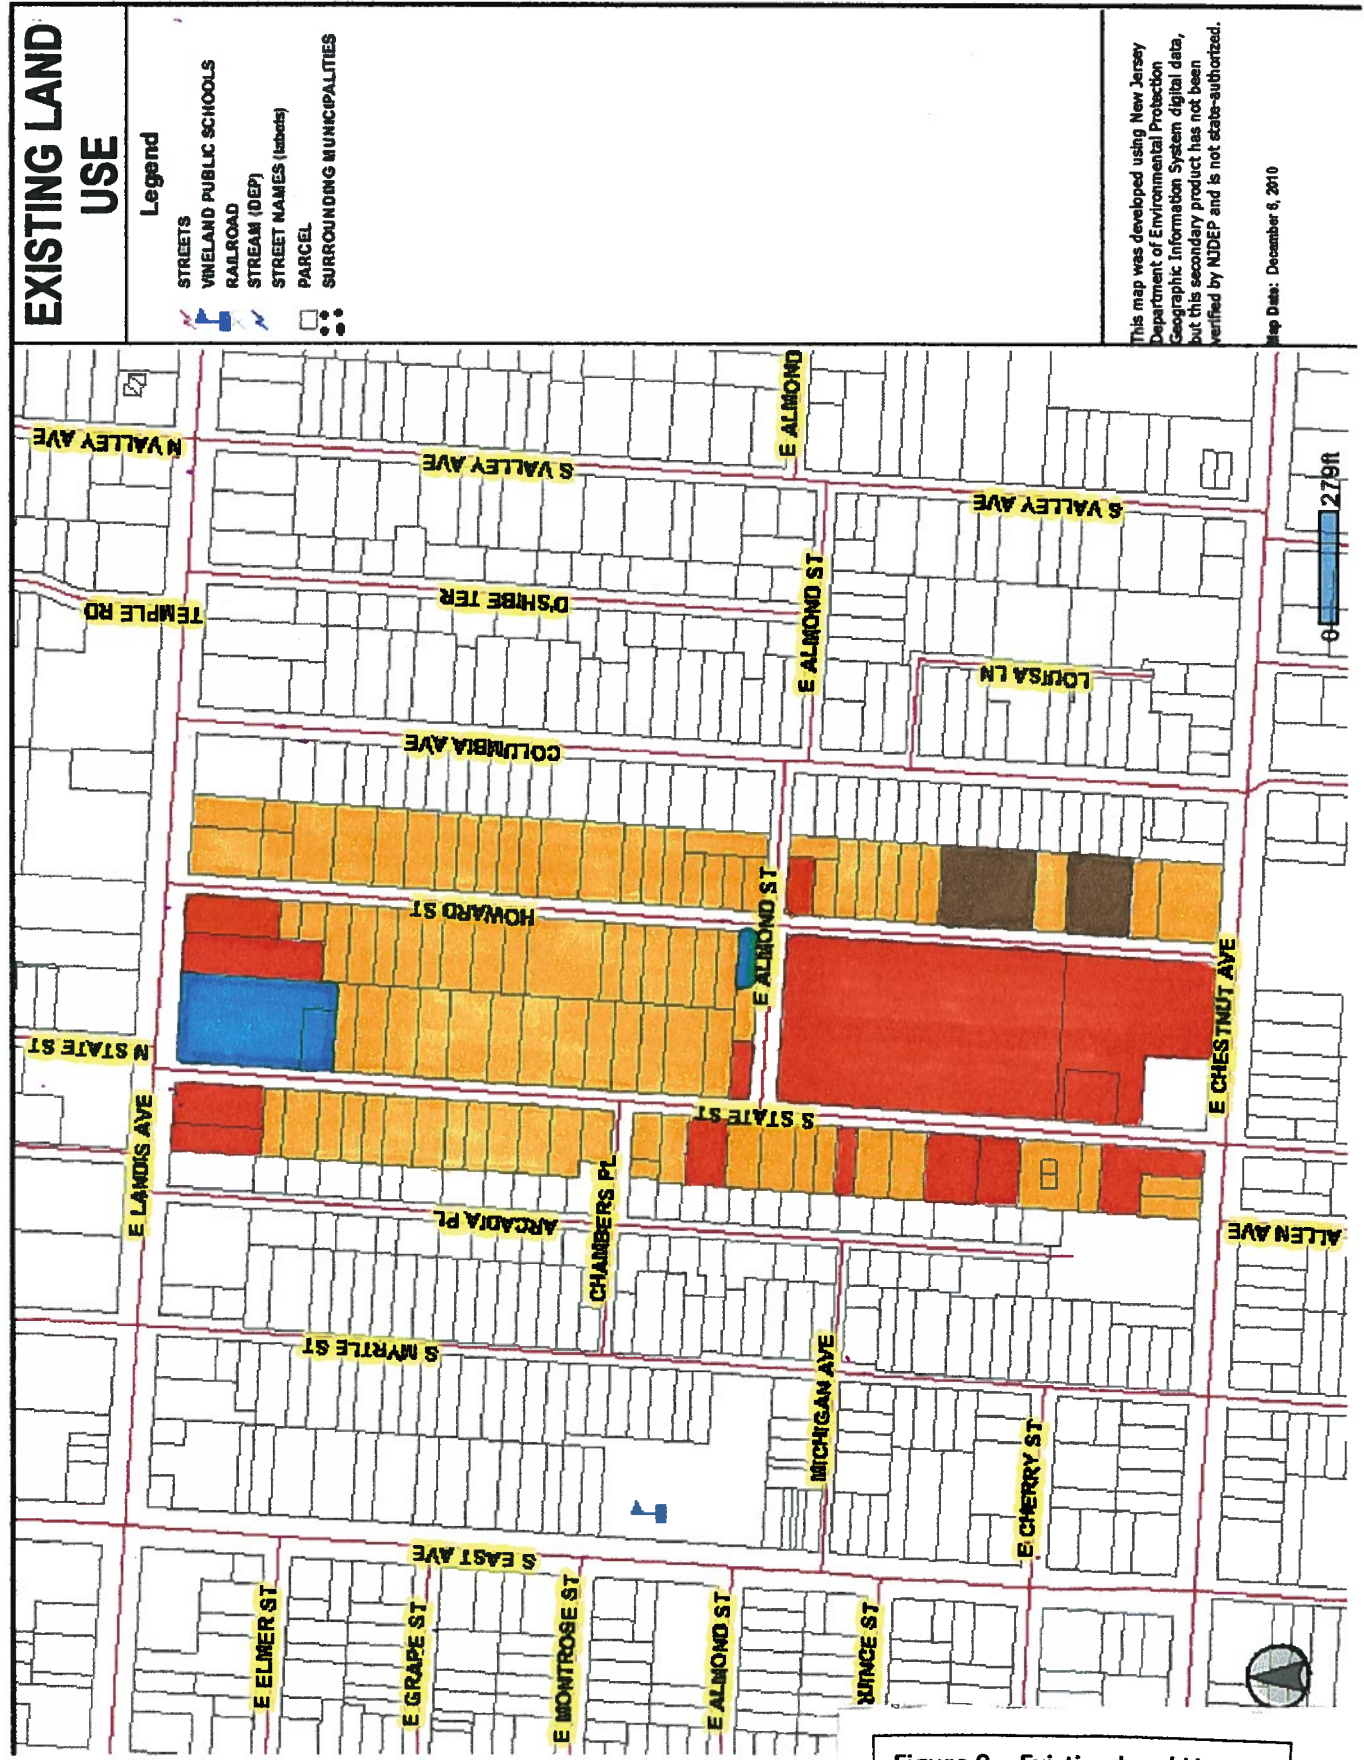 EXISTING LAND
USE
Legend
STREETS
VINELAND PUBLIC SCHOOLS
RAILROAD
STREAM (DEP)
STREET NAMES (labels)
PARCEL
SURROUNDING MUNICIPALITIES
This map was developed using New Jersey
Department of Environmental Protection
Geographic Information System digital data,
but this secondary product has not been
verified by NJDEP and is not state-authorized.
Map Date: December 6, 2010
N VALLEY AVE
S VALLEY AVE
E ALMOND
S VALLEY AVE
TEMPLE RD
D'SHIBE TER
E ALMOND ST
LOUISA LN
COLUMBIA AVE
HOWARD ST
E ALMOND ST
E CHESTNUT AVE
N STATE ST
S STATE ST
E LANDIS AVE
ARCADIA PL
CHAMBERS PL
ALLEN AVE
S MYRTLE ST
MICHIGAN AVE
E CHERRY ST
S EAST AVE
E ELMER ST
E GRAPE ST
E MONTROSE ST
E ALMOND ST
0
279ft